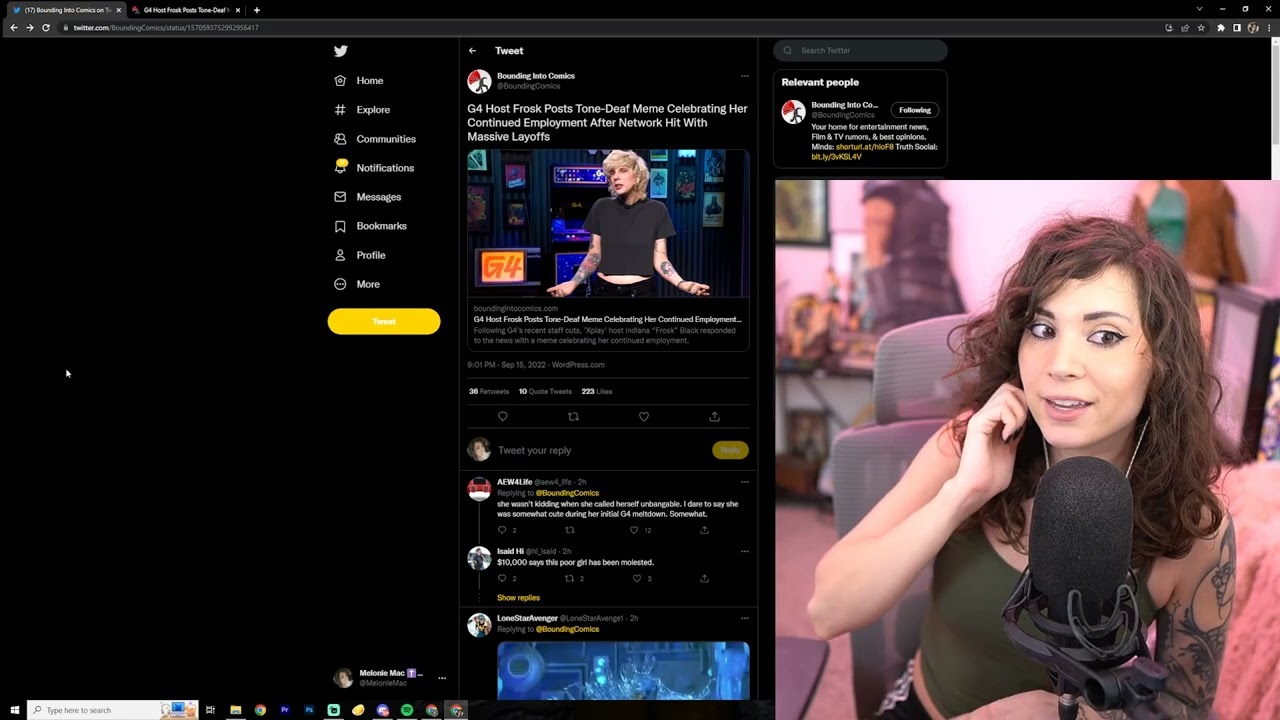 (17) Bounding Into Comics on Tw
G4 Host Frosk Posts Tone-Deaf M
twitter.com/BoundingComics/status/1570593752992956417
Tweet
Search Twitter
Home
Explore
Communities
Notifications
Messages
Bookmarks
Profile
More
Tweet
Bounding Into Comics
@BoundingComics
G4 Host Frosk Posts Tone-Deaf Meme Celebrating Her
Continued Employment After Network Hit With
Massive Layoffs
G4
boundingintocomics.com
G4 Host Frosk Posts Tone-Deaf Meme Celebrating Her Continued Employment...
Following G4's recent staff cuts, 'Xplay' host Indiana "Frosk" Black responded
to the news with a meme celebrating her continued employment.
9:01 PM · Sep 15, 2022 · WordPress.com
36 Retweets 10 Quote Tweets 223 Likes
Tweet your reply
Reply
AEW4Life @aew4_life · 2h
Replying to @BoundingComics
she wasn't kidding when she called herself unbangable. I dare to say she
was somewhat cute during her initial G4 meltdown. Somewhat.
2 12
Isaid Hi @hi_isaid · 2h
$10,000 says this poor girl has been molested.
2 2 3
Show replies
LoneStarAvenger @LoneStarAvenge1 · 2h
Replying to @BoundingComics
Relevant people
Bounding Into Co...
@BoundingComics
Following
Your home for entertainment news,
Film & TV rumors, & best opinions.
Minds: shorturl.at/hloF8 Truth Social:
bit.ly/3vKSL4V
Melonie Mac
@MelonieMac
Type here to search